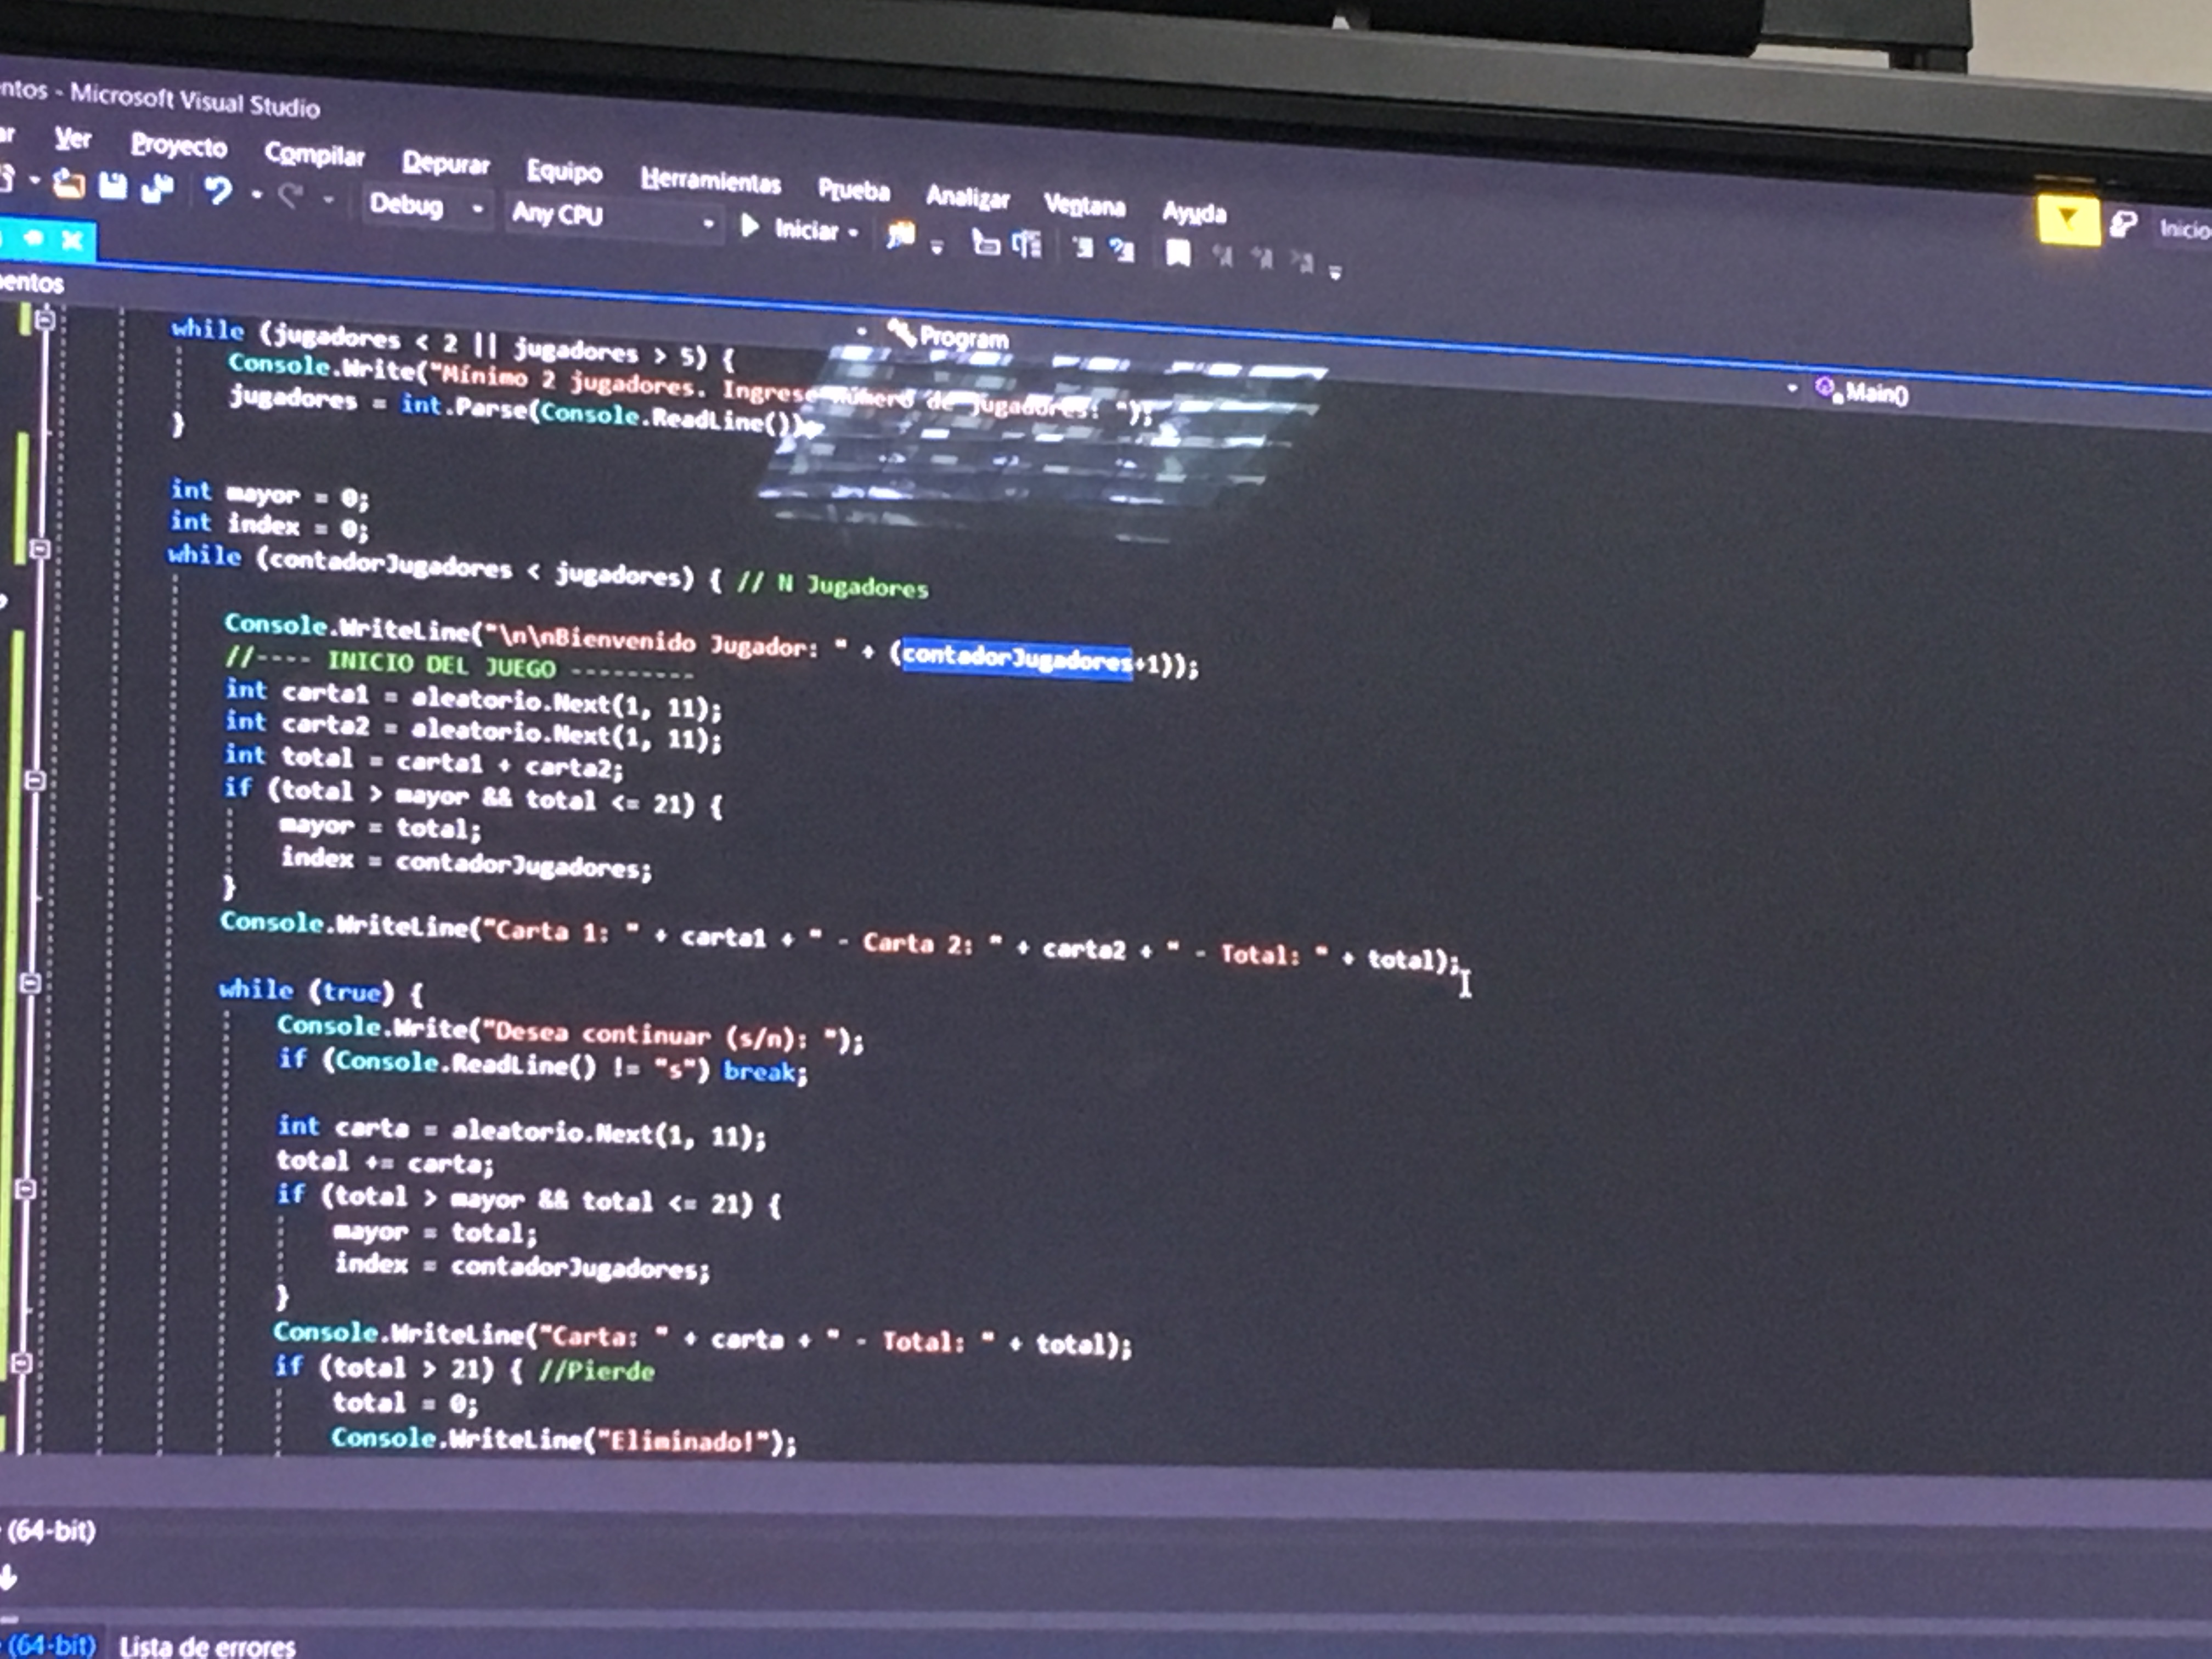 ntos - Microsoft Visual Studio
ar Ver Proyecto Compilar Depurar Equipo Herramientas Prueba Analizar Ventana Ayuda
Debug Any CPU Iniciar Inicio
entos Program Main()
while (jugadores < 2 || jugadores > 5) {
Console.Write("Mínimo 2 jugadores. Ingrese número de jugadores: ");
jugadores = int.Parse(Console.ReadLine());
}
int mayor = 0;
int index = 0;
while (contadorJugadores < jugadores) { // N Jugadores
Console.WriteLine("\n\nBienvenido Jugador: " + (contadorJugadores+1));
//---- INICIO DEL JUEGO ---------
int carta1 = aleatorio.Next(1, 11);
int carta2 = aleatorio.Next(1, 11);
int total = carta1 + carta2;
if (total > mayor && total <= 21) {
mayor = total;
index = contadorJugadores;
}
Console.WriteLine("Carta 1: " + carta1 + " - Carta 2: " + carta2 + " - Total: " + total);
while (true) {
Console.Write("Desea continuar (s/n): ");
if (Console.ReadLine() != "s") break;
int carta = aleatorio.Next(1, 11);
total += carta;
if (total > mayor && total <= 21) {
mayor = total;
index = contadorJugadores;
}
Console.WriteLine("Carta: " + carta + " - Total: " + total);
if (total > 21) { //Pierde
total = 0;
Console.WriteLine("Eliminado!");
(64-bit)
(64-bit) Lista de errores